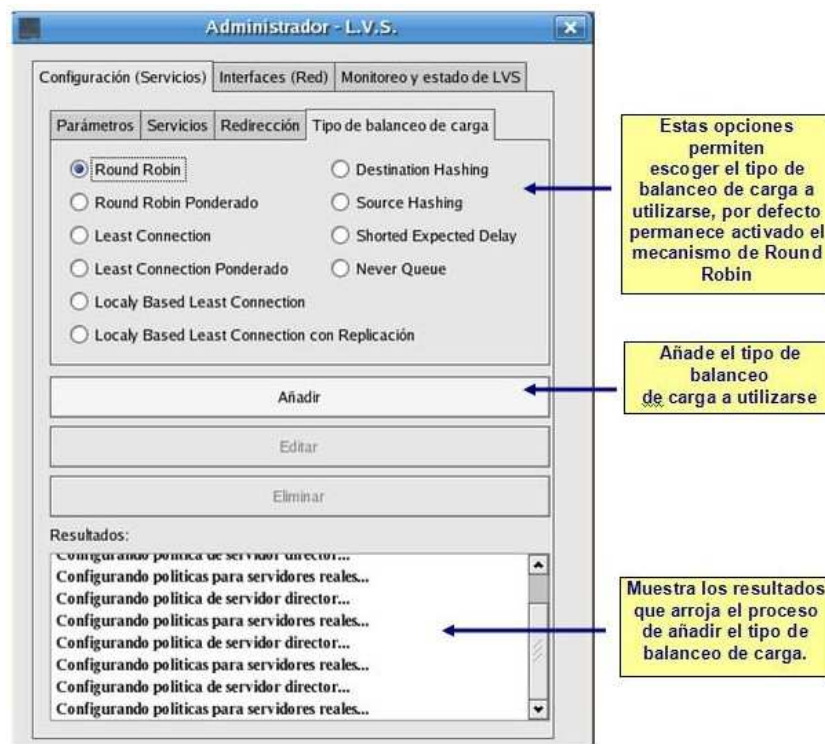 Administrador - L.V.S.
Configuración (Servicios) Interfaces (Red) Monitoreo y estado de LVS
Parámetros Servicios Redirección Tipo de balanceo de carga
Round Robin
Destination Hashing
Round Robin Ponderado
Source Hashing
Least Connection
Shorted Expected Delay
Least Connection Ponderado
Never Queue
Localy Based Least Connection
Localy Based Least Connection con Replicación
Estas opciones
permiten
escoger el tipo de
balanceo de carga a
utilizarse, por defecto
permanece activado el
mecanismo de Round
Robin
Añadir
Añade el tipo de
balanceo
de carga a utilizarse
Editar
Eliminar
Resultados:
Configurando politica de servidor director...
Configurando politicas para servidores reales...
Configurando politica de servidor director...
Configurando politicas para servidores reales...
Configurando politica de servidor director...
Configurando politicas para servidores reales...
Configurando politica de servidor director...
Configurando politicas para servidores reales...
Muestra los resultados
que arroja el proceso
de añadir el tipo de
balanceo de carga.